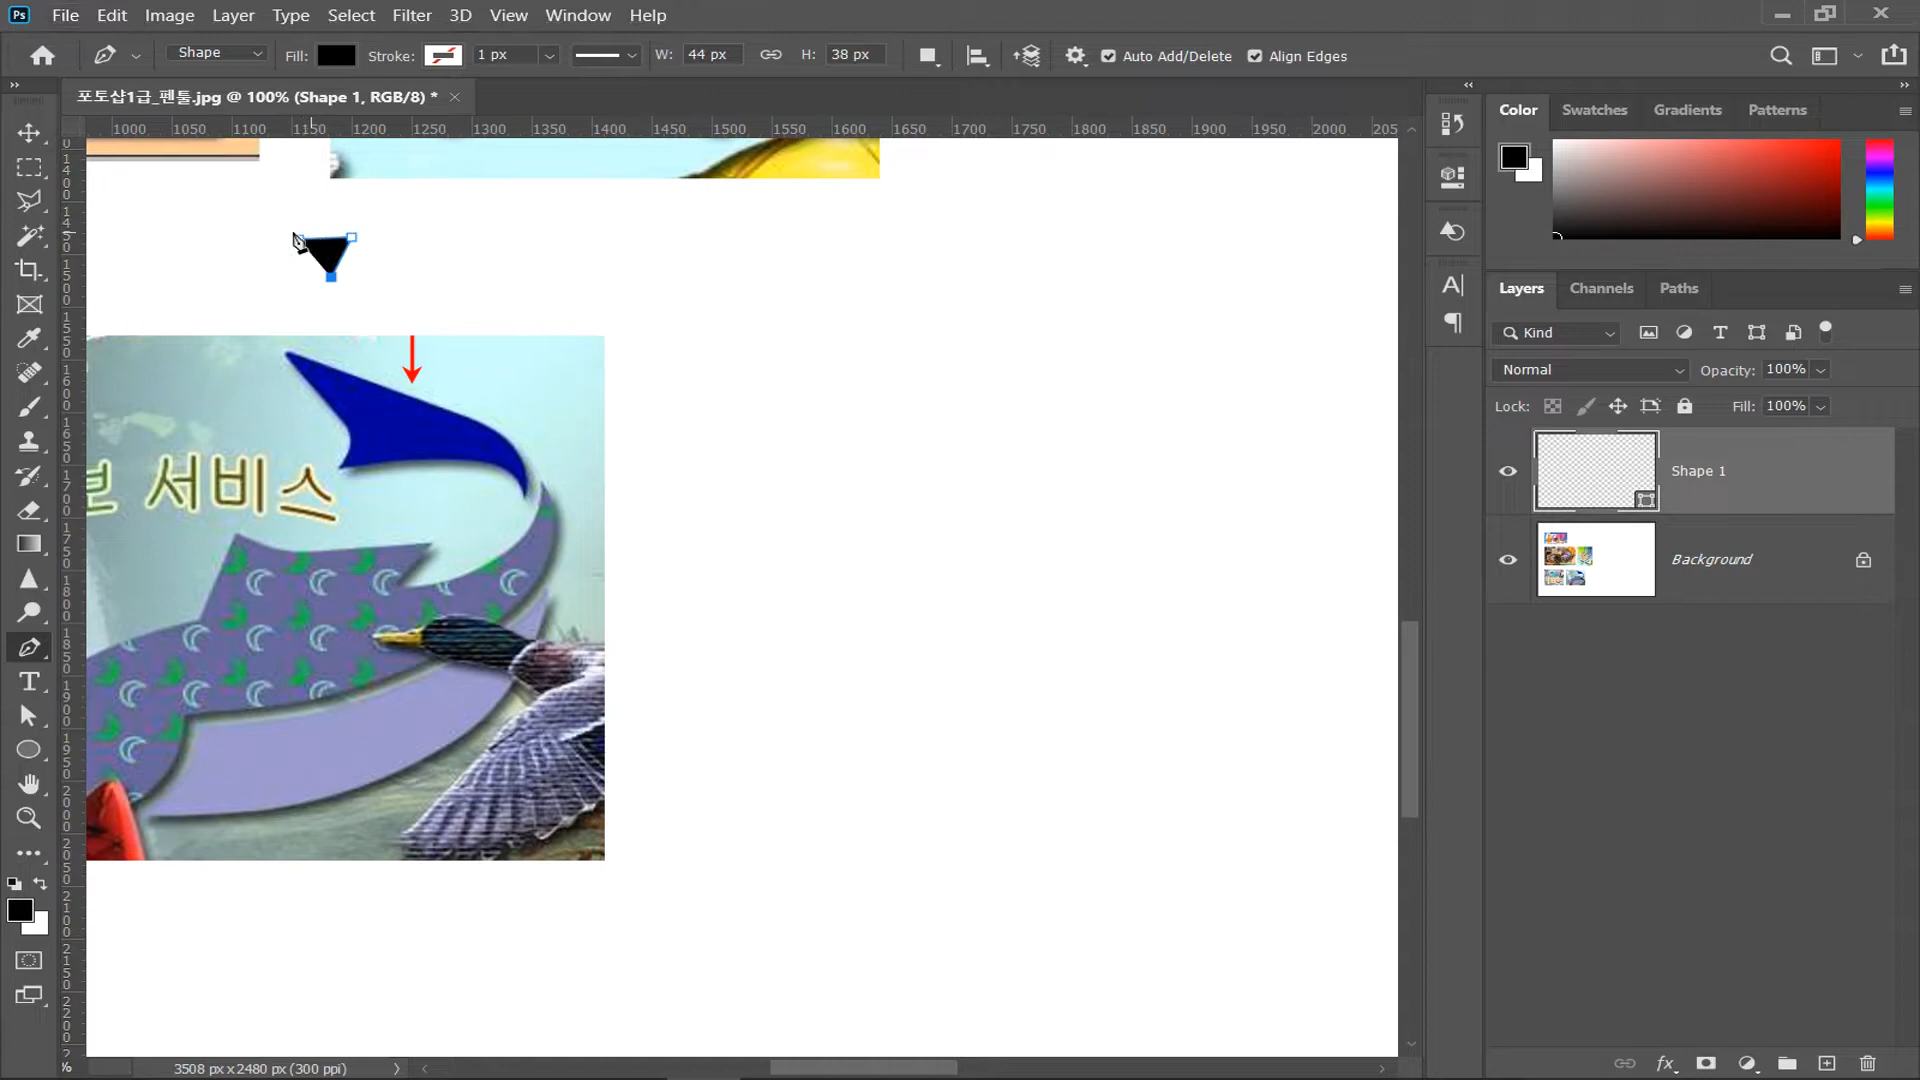 Ps File Edit Image Layer Type Select Filter 3D View Window Help
Shape Fill: Stroke: 1 px W: 44 px H: 38 px Auto Add/Delete Align Edges
포토샵1급_펜툴.jpg @ 100% (Shape 1, RGB/8) *
1000 1050 1100 1150 1200 1250 1300 1350 1400 1450 1500 1550 1600 1650 1700 1750 1800 1850 1900 1950 2000 205
Color Swatches Gradients Patterns
Layers Channels Paths
Kind
Normal Opacity: 100%
Lock: Fill: 100%
Shape 1
Background
보 서비스
3508 px x 2480 px (300 ppi)